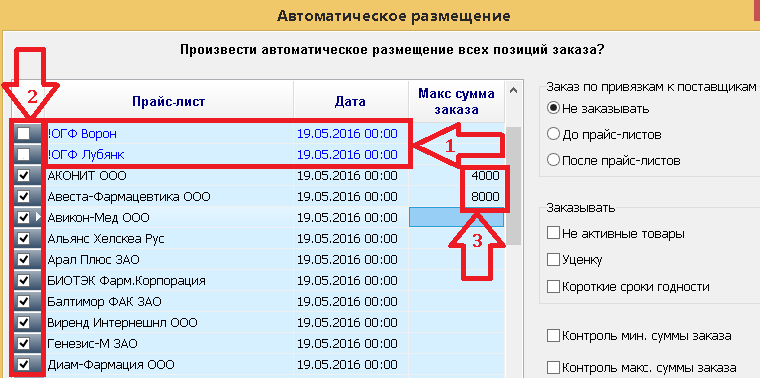 Автоматическое размещение
Произвести автоматическое размещение всех позиций заказа?
2
Прайс-лист Дата Макс сумма заказа
!ОГФ Ворон 19.05.2016 00:00
!ОГФ Лубянк 19.05.2016 00:00
1
АКОНИТ ООО 19.05.2016 00:00 4000
Авеста-Фармацевтика ООО 19.05.2016 00:00 8000
Авикон-Мед ООО 19.05.2016 00:00
3
Альянс Хелскеа Рус 19.05.2016 00:00
Арал Плюс ЗАО 19.05.2016 00:00
БИОТЭК Фарм.Корпорация 19.05.2016 00:00
Балтимор ФАК ЗАО 19.05.2016 00:00
Виренд Интернешнл ООО 19.05.2016 00:00
Генезис-М ЗАО 19.05.2016 00:00
Диам-Фармация ООО 19.05.2016 00:00
Заказ по привязкам к поставщикам
Не заказывать
До прайс-листов
После прайс-листов
Заказывать
Не активные товары
Уценку
Короткие сроки годности
Контроль мин. суммы заказа
Контроль макс. суммы заказа